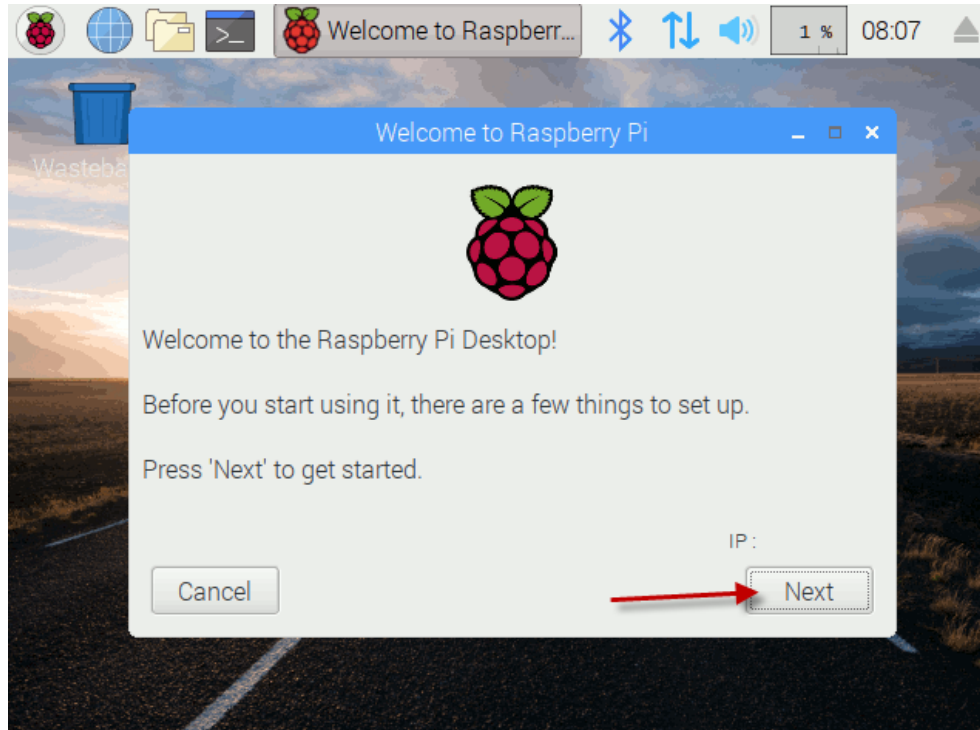 >_
Welcome to Raspberr...
1 %
08:07
Welcome to Raspberry Pi
Welcome to the Raspberry Pi Desktop!
Before you start using it, there are a few things to set up.
Press 'Next' to get started.
IP :
Cancel
Next